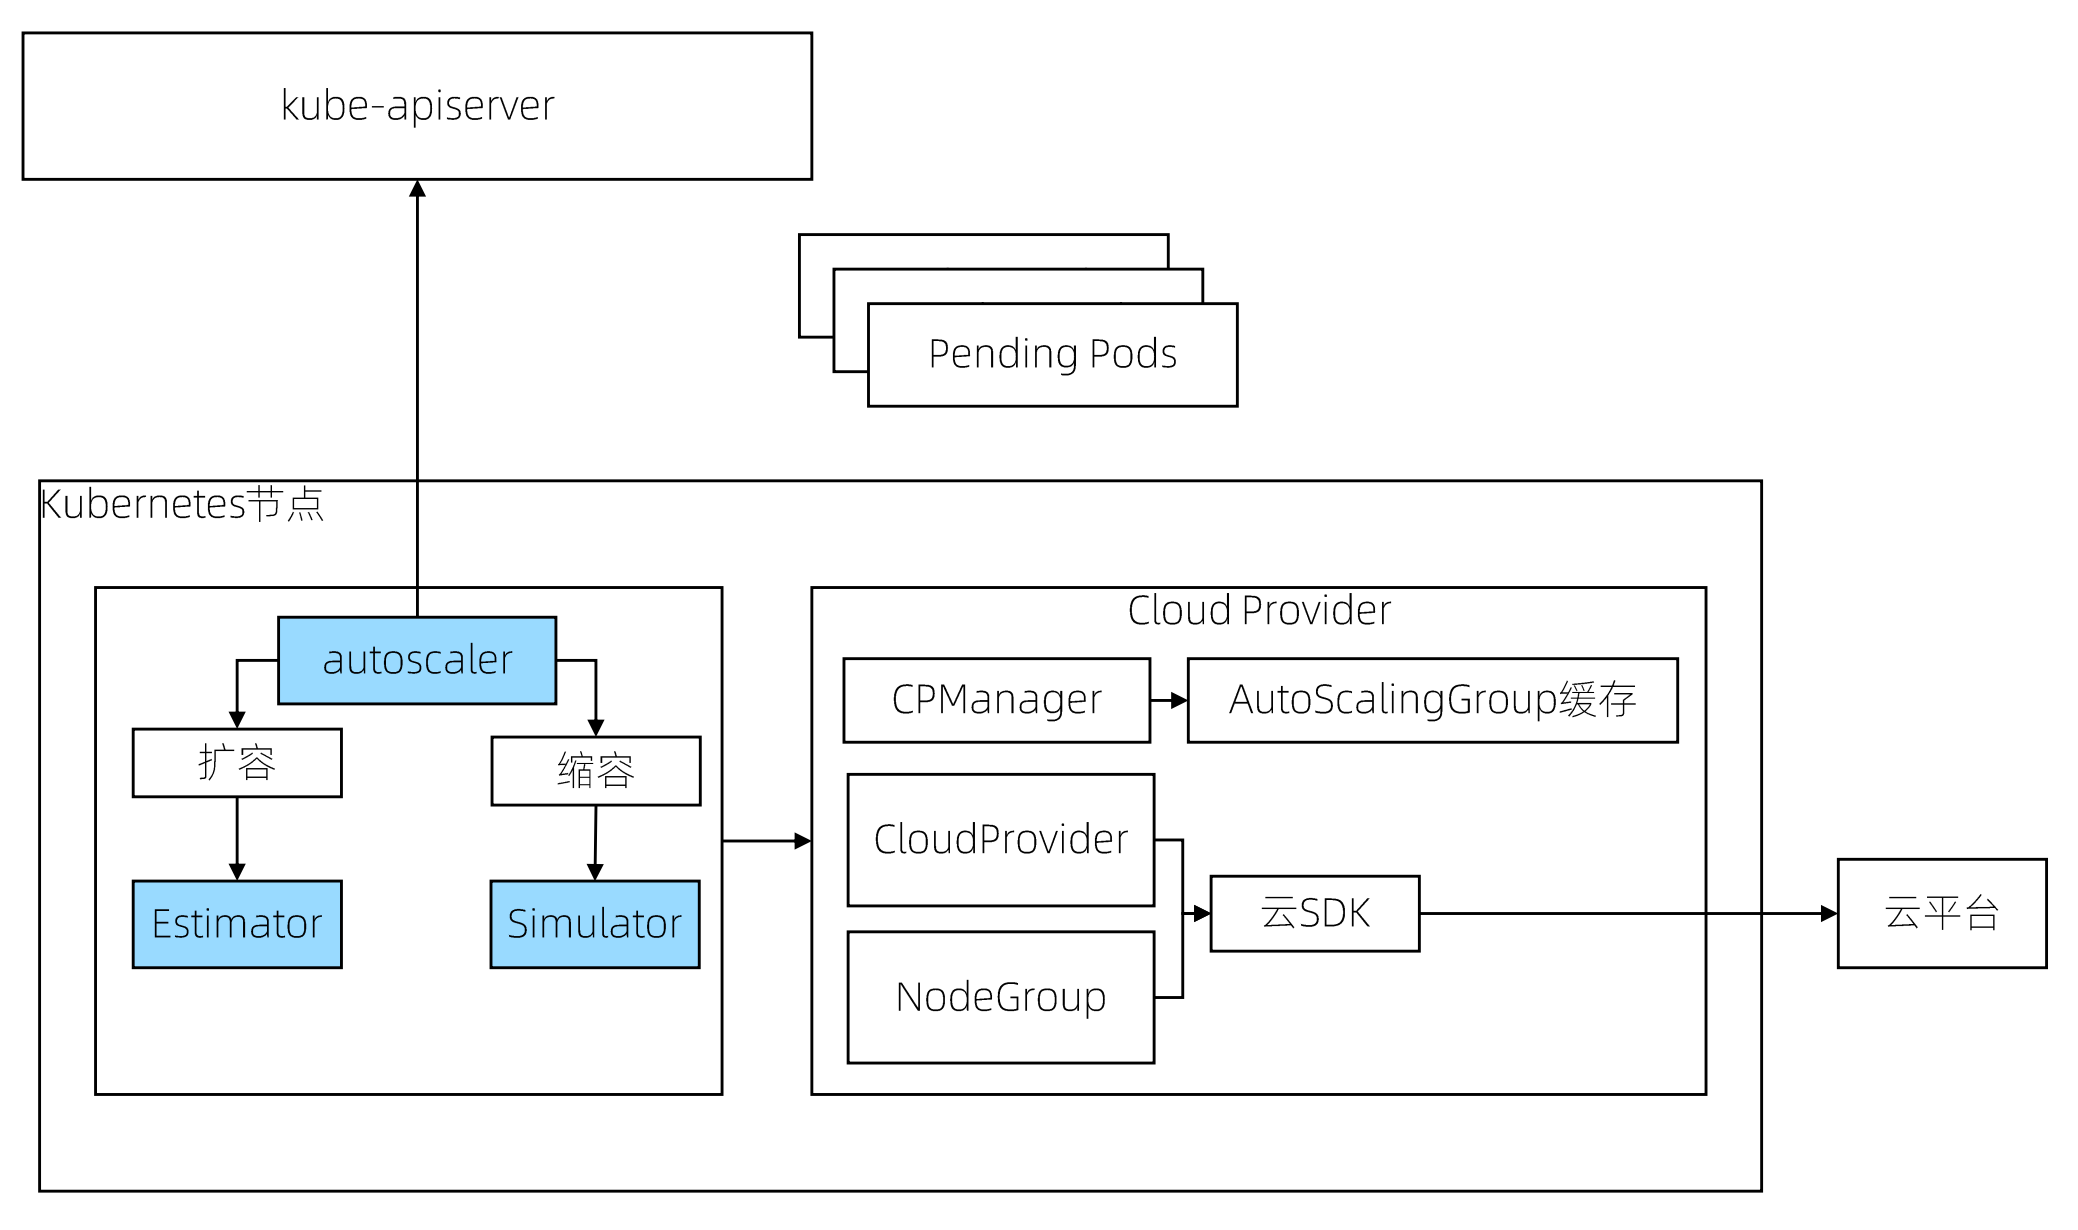 kube-apiserver
Pending Pods
Kubernetes节点
autoscaler
扩容
缩容
Estimator
Simulator
Cloud Provider
CPManager
AutoScalingGroup缓存
CloudProvider
NodeGroup
云SDK
云平台